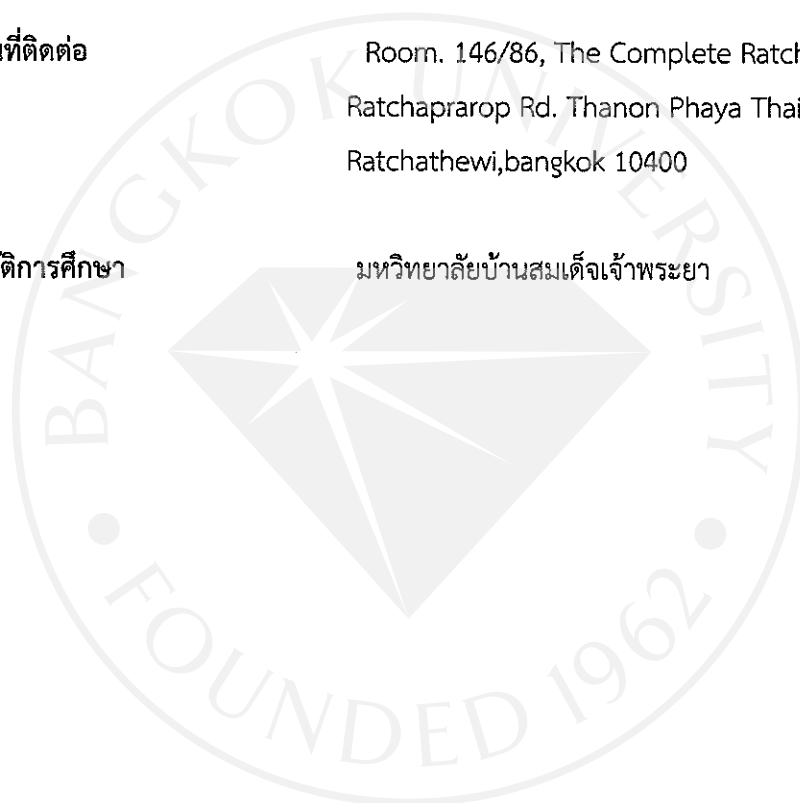 ที่ติดต่อ Room. 146/86, The Complete Ratch
Ratchaprarop Rd. Thanon Phaya Thai
Ratchathewi,bangkok 10400
ติการศึกษา มหวิทยาลัยบ้านสมเด็จเจ้าพระยา
BANGKOK UNIVERSITY
FOUNDED 1962